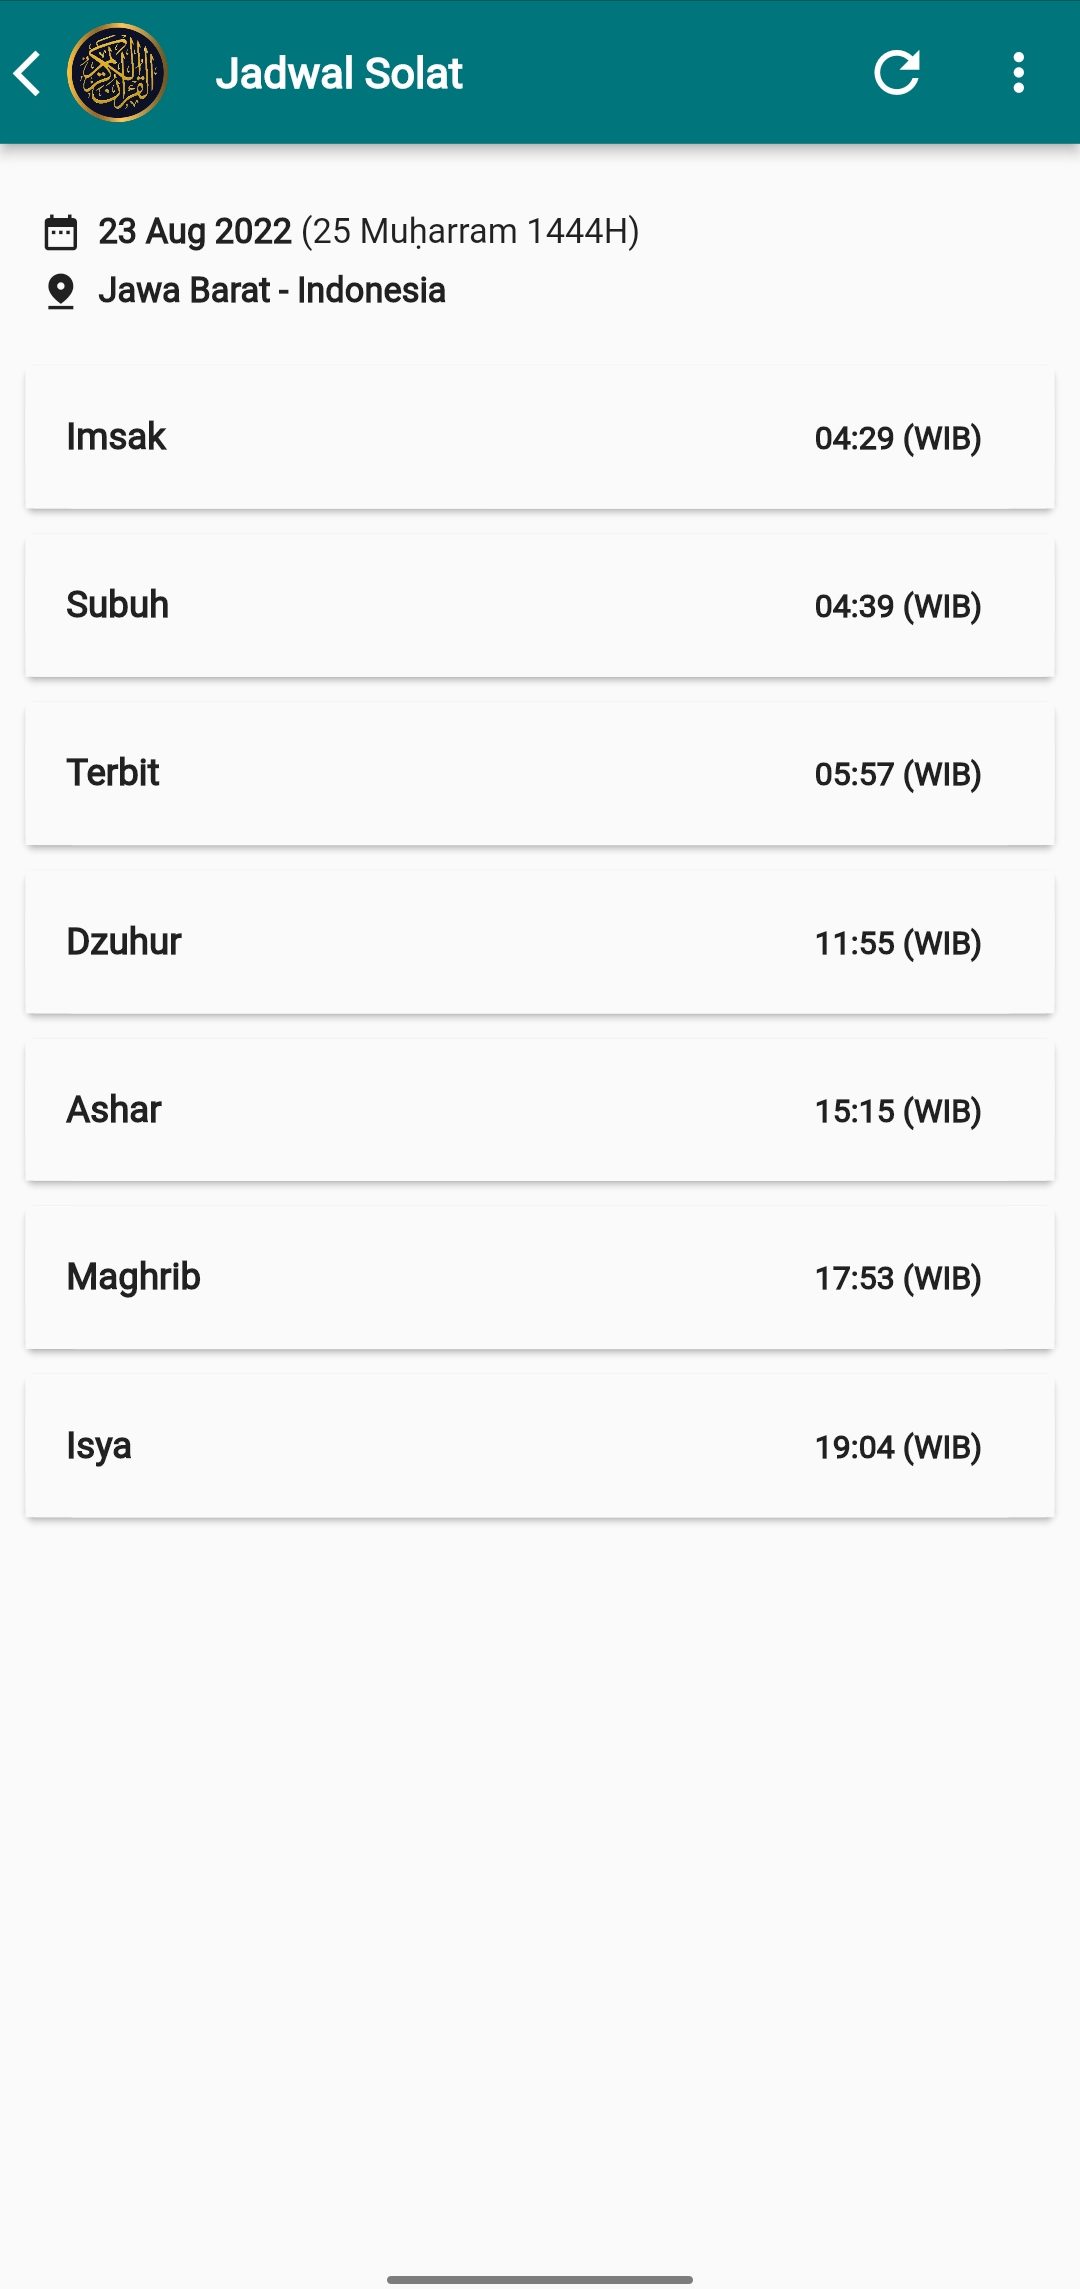 القرآن الكريم
Jadwal Solat
23 Aug 2022 (25 Muḥarram 1444H)
Jawa Barat - Indonesia
Imsak 04:29 (WIB)
Subuh 04:39 (WIB)
Terbit 05:57 (WIB)
Dzuhur 11:55 (WIB)
Ashar 15:15 (WIB)
Maghrib 17:53 (WIB)
Isya 19:04 (WIB)